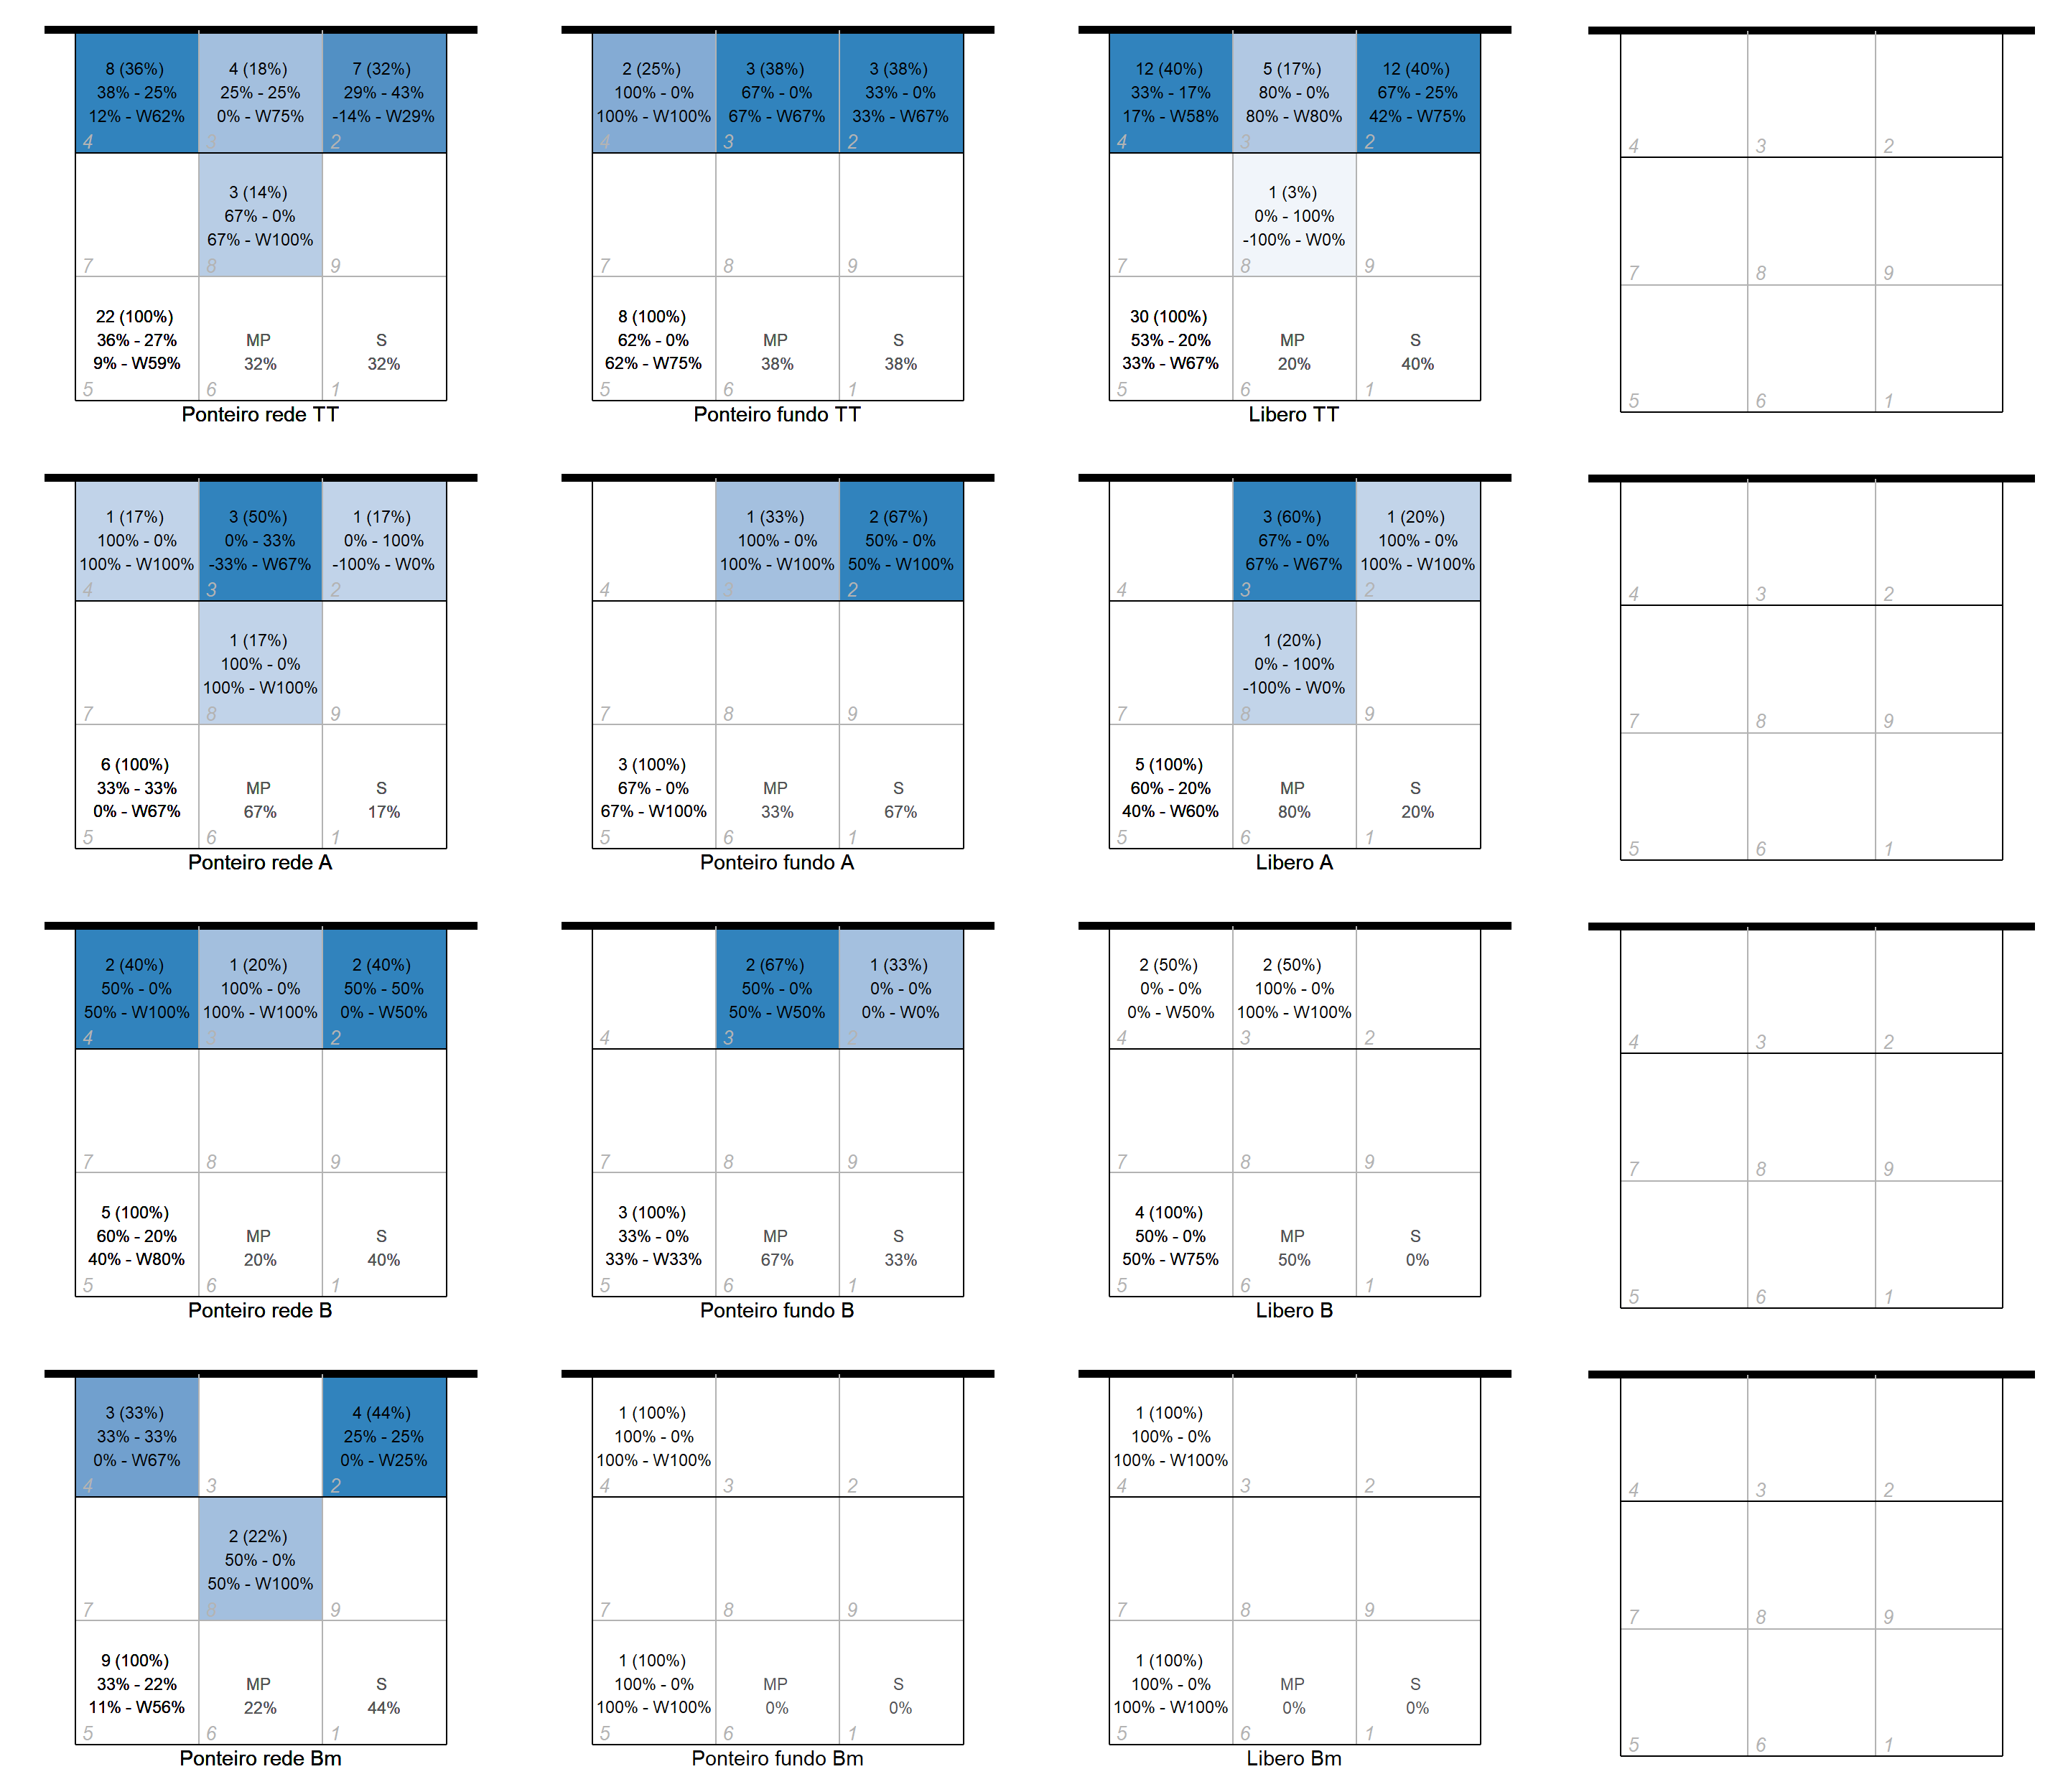 8 (36%)
38% - 25%
12% - W62%
4
4 (18%)
25% - 25%
0% - W75%
3
7 (32%)
29% - 43%
-14% - W29%
2
7
3 (14%)
67% - 0%
67% - W100%
8
9
22 (100%)
36% - 27%
9% - W59%
5
MP
32%
6
S
32%
1
Ponteiro rede TT
2 (25%)
100% - 0%
100% - W100%
4
3 (38%)
67% - 0%
67% - W67%
3
3 (38%)
33% - 0%
33% - W67%
2
7
8
9
8 (100%)
62% - 0%
62% - W75%
5
MP
38%
6
S
38%
1
Ponteiro fundo TT
12 (40%)
33% - 17%
17% - W58%
4
5 (17%)
80% - 0%
80% - W80%
3
12 (40%)
67% - 25%
42% - W75%
2
7
1 (3%)
0% - 100%
-100% - W0%
8
9
30 (100%)
53% - 20%
33% - W67%
5
MP
20%
6
S
40%
1
Libero TT
4
3
2
7
8
9
5
6
1
1 (17%)
100% - 0%
100% - W100%
4
3 (50%)
0% - 33%
-33% - W67%
3
1 (17%)
0% - 100%
-100% - W0%
2
7
1 (17%)
100% - 0%
100% - W100%
8
9
6 (100%)
33% - 33%
0% - W67%
5
MP
67%
6
S
17%
1
Ponteiro rede A
4
1 (33%)
100% - 0%
100% - W100%
3
2 (67%)
50% - 0%
50% - W100%
2
7
8
9
3 (100%)
67% - 0%
67% - W100%
5
MP
33%
6
S
67%
1
Ponteiro fundo A
4
3 (60%)
67% - 0%
67% - W67%
3
1 (20%)
100% - 0%
100% - W100%
2
7
1 (20%)
0% - 100%
-100% - W0%
8
9
5 (100%)
60% - 20%
40% - W60%
5
MP
80%
6
S
20%
1
Libero A
4
3
2
7
8
9
5
6
1
2 (40%)
50% - 0%
50% - W100%
4
1 (20%)
100% - 0%
100% - W100%
3
2 (40%)
50% - 50%
0% - W50%
2
7
8
9
5 (100%)
60% - 20%
40% - W80%
5
MP
20%
6
S
40%
1
Ponteiro rede B
4
2 (67%)
50% - 0%
50% - W50%
3
1 (33%)
0% - 0%
0% - W0%
2
7
8
9
3 (100%)
33% - 0%
33% - W33%
5
MP
67%
6
S
33%
1
Ponteiro fundo B
2 (50%)
0% - 0%
0% - W50%
4
2 (50%)
100% - 0%
100% - W100%
3
2
7
8
9
4 (100%)
50% - 0%
50% - W75%
5
MP
50%
6
S
0%
1
Libero B
4
3
2
7
8
9
5
6
1
3 (33%)
33% - 33%
0% - W67%
4
3
4 (44%)
25% - 25%
0% - W25%
2
7
2 (22%)
50% - 0%
50% - W100%
8
9
9 (100%)
33% - 22%
11% - W56%
5
MP
22%
6
S
44%
1
Ponteiro rede Bm
1 (100%)
100% - 0%
100% - W100%
4
3
2
7
8
9
1 (100%)
100% - 0%
100% - W100%
5
MP
0%
6
S
0%
1
Ponteiro fundo Bm
1 (100%)
100% - 0%
100% - W100%
4
3
2
7
8
9
1 (100%)
100% - 0%
100% - W100%
5
MP
0%
6
S
0%
1
Libero Bm
4
3
2
7
8
9
5
6
1